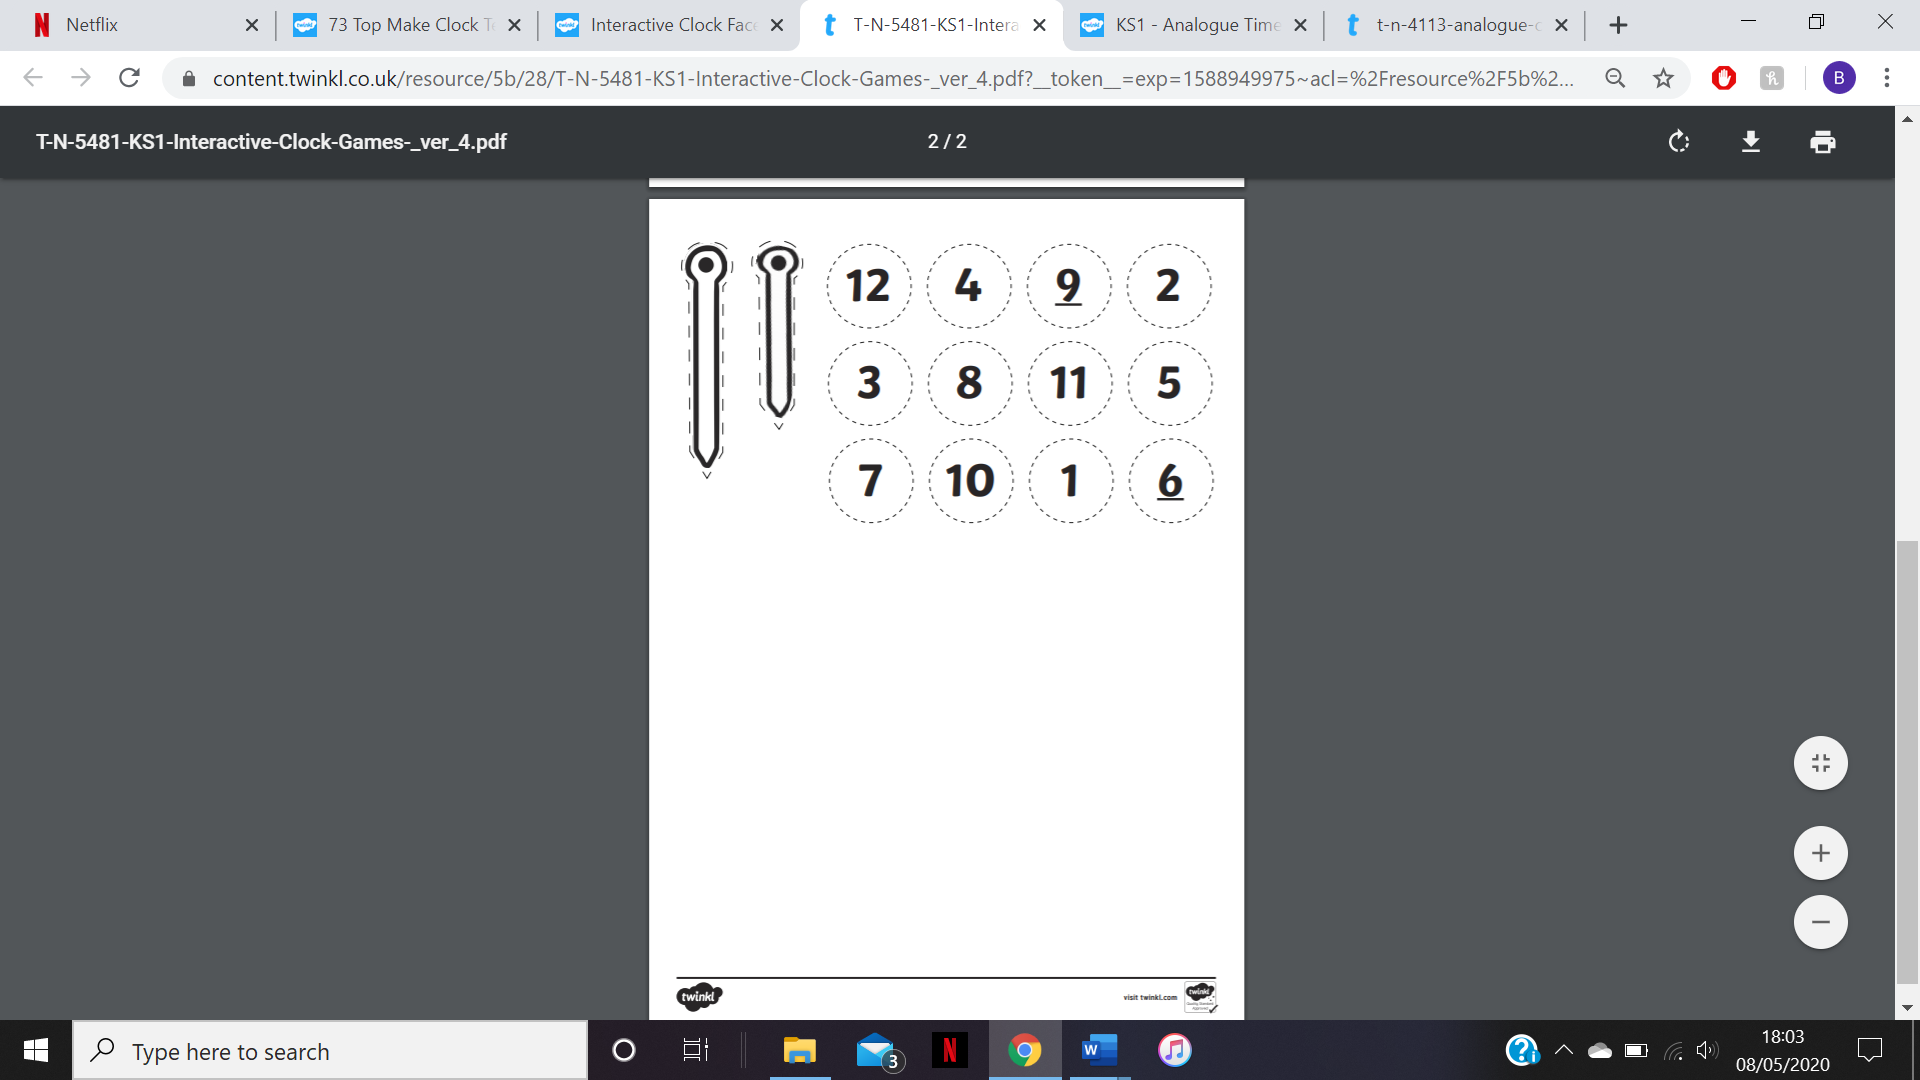 Netflix
73 Top Make Clock Te
Interactive Clock Face
T-N-5481-KS1-Intera
KS1 - Analogue Time
t-n-4113-analogue-c
content.twinkl.co.uk/resource/5b/28/T-N-5481-KS1-Interactive-Clock-Games-_ver_4.pdf?__token__=exp=1588949975~acl=%2Fresource%2F5b%2...
B
T-N-5481-KS1-Interactive-Clock-Games-_ver_4.pdf
2 / 2
12 4 9 2
3 8 11 5
7 10 1 6
twinkl
visit twinkl.com
twinkl
Type here to search
3
18:03
08/05/2020